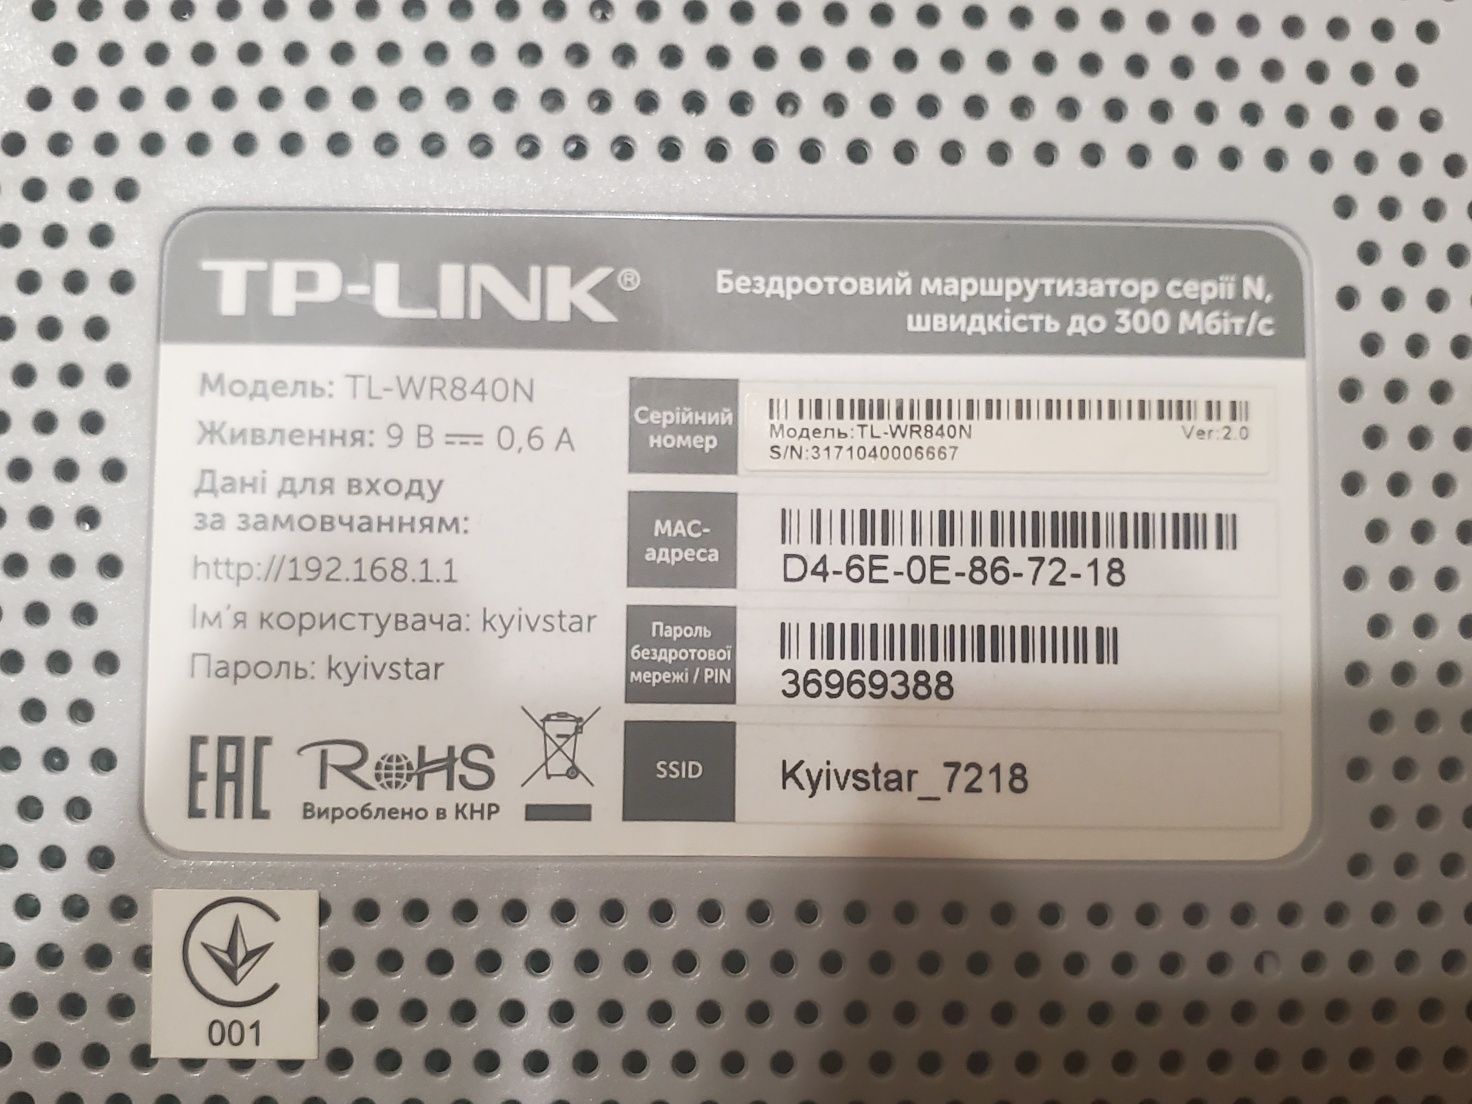 TP-LINK®
Бездротовий маршрутизатор серії N,
швидкість до 300 Мбіт/с
Модель: TL-WR840N
Живлення: 9 В ⎓ 0,6 А
Дані для входу
за замовчанням:
http://192.168.1.1
Ім'я користувача: kyivstar
Пароль: kyivstar
EAC
RoHS
Вироблено в КНР
Серійний
номер
Модель:TL-WR840N Ver:2.0
S/N:3171040006667
MAC-
адреса
D4-6E-0E-86-72-18
Пароль
бездротової
мережі / PIN
36969388
SSID
Kyivstar_7218
001